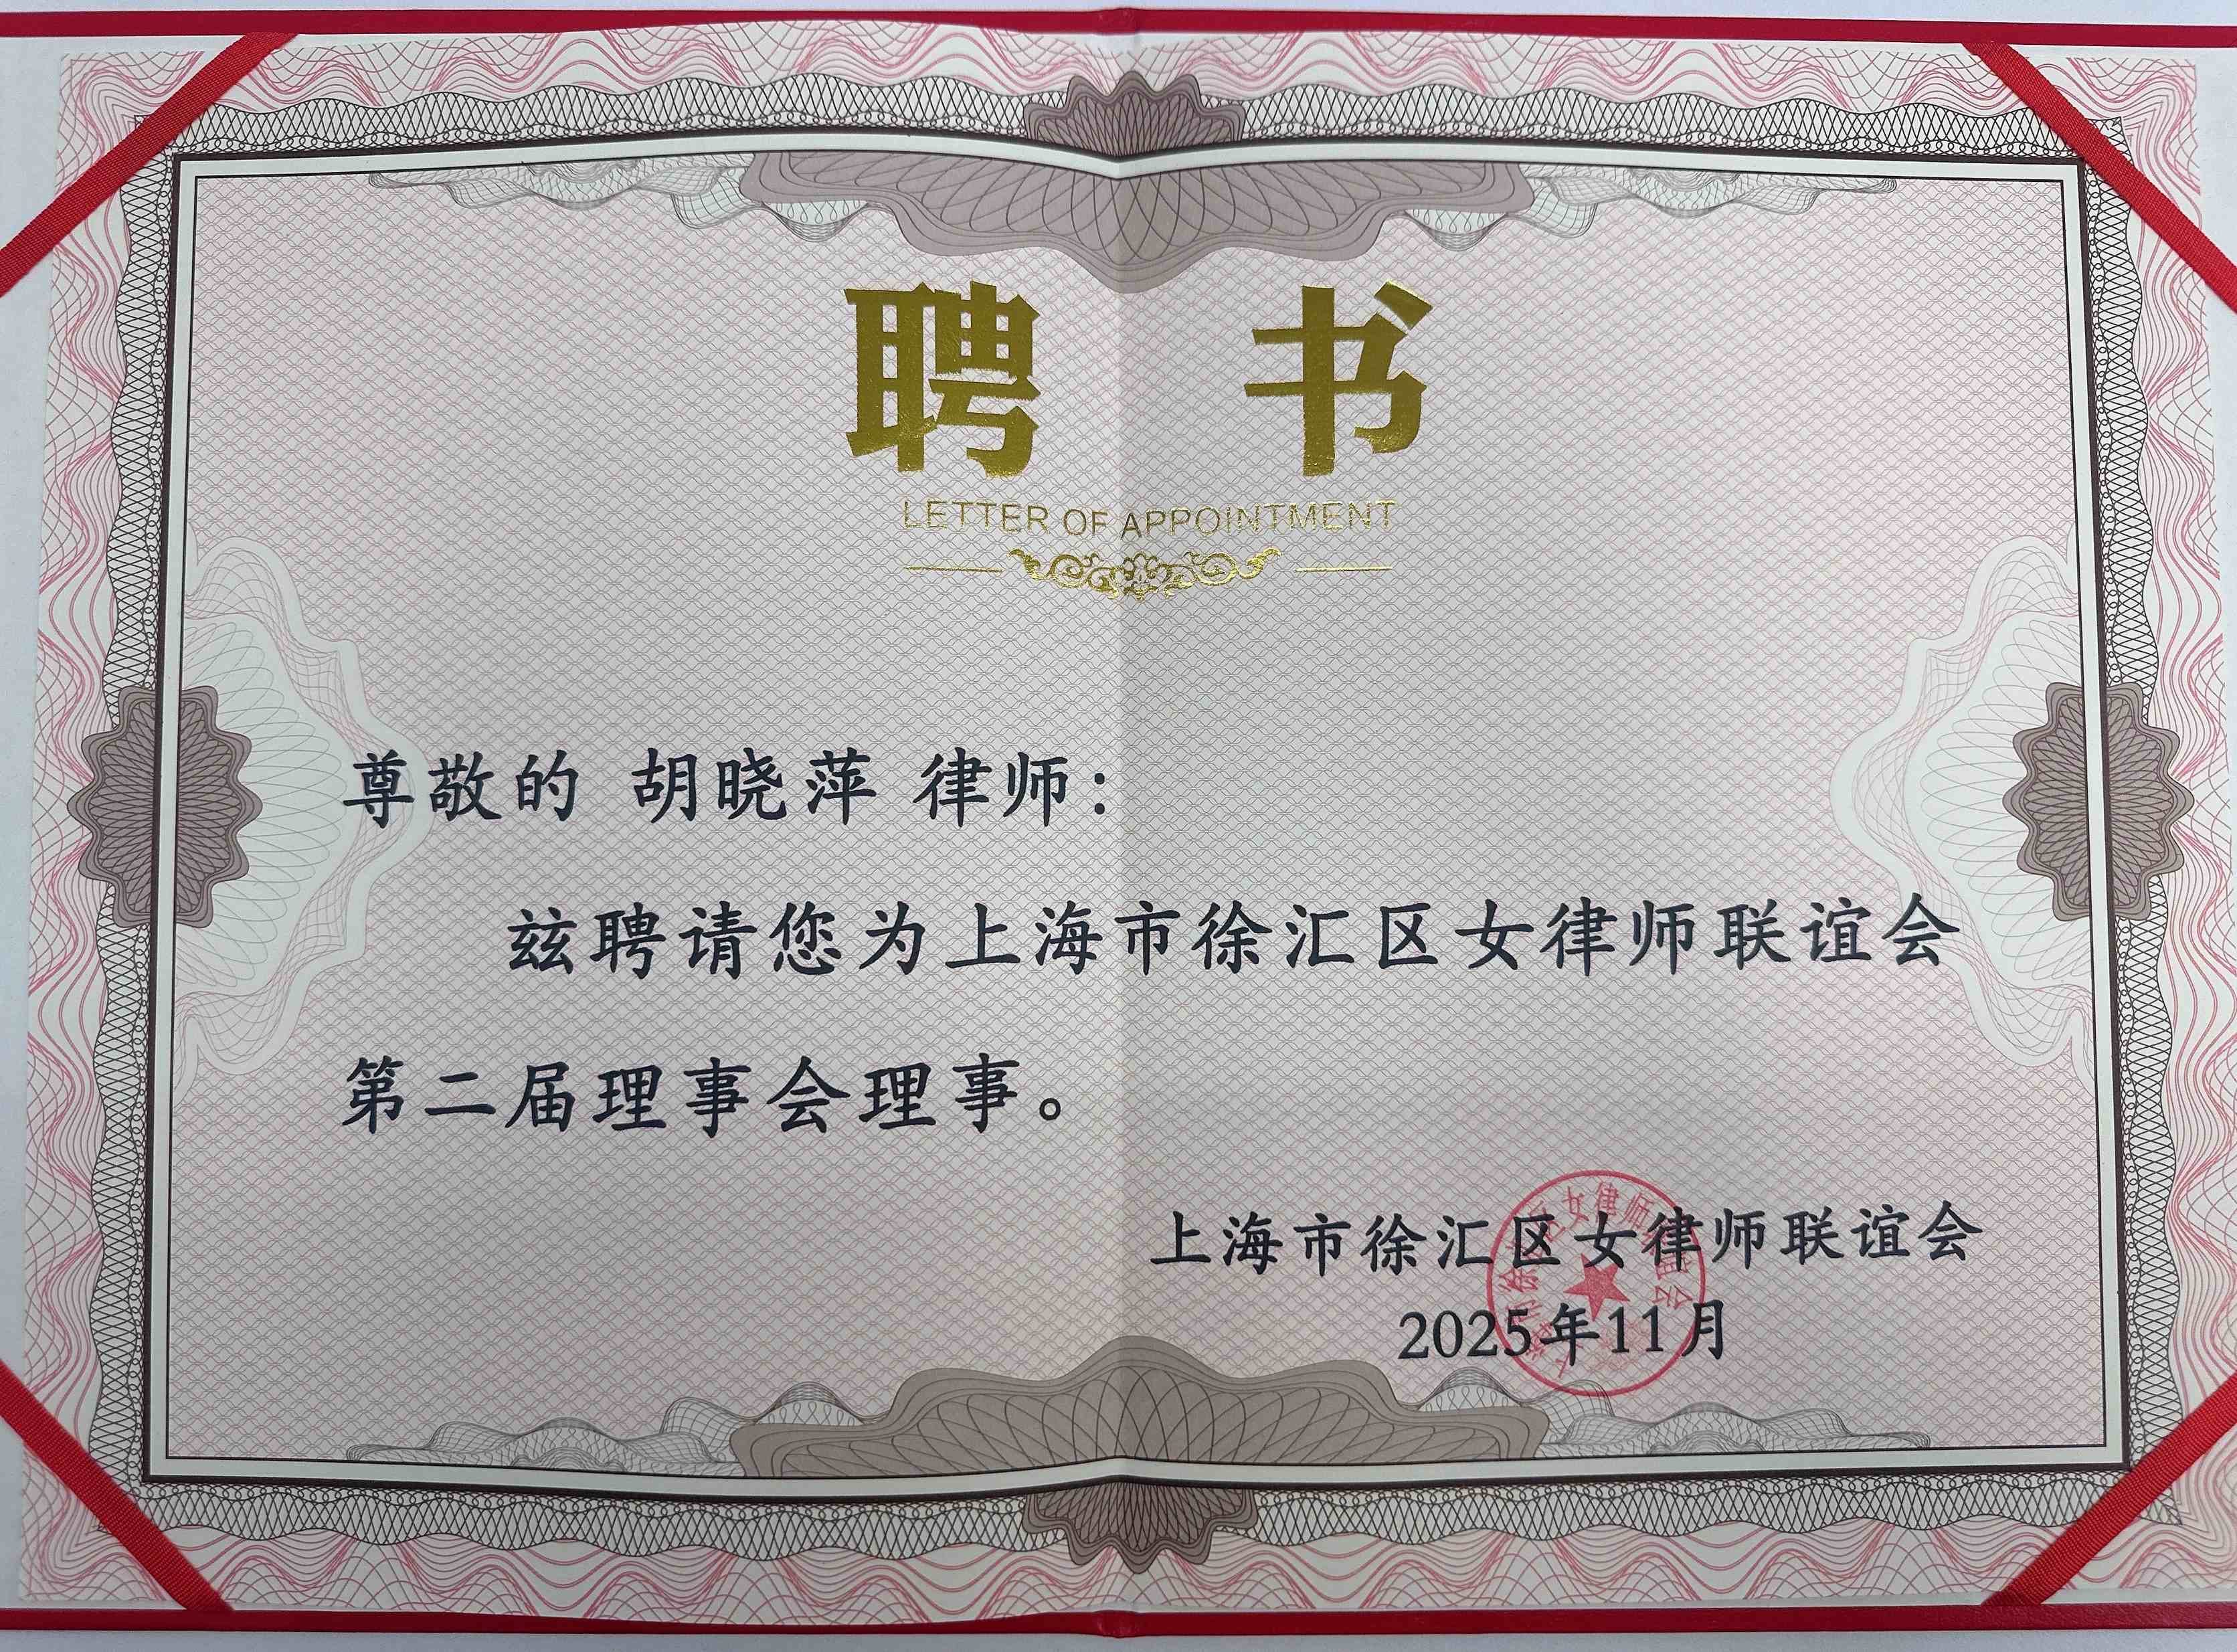 聘 书
LETTER OF APPOINTMENT
尊敬的 胡晓萍 律师：
兹聘请您为上海市徐汇区女律师联谊会
第二届理事会理事。
上海市徐汇区女律师联谊会
2025年11月